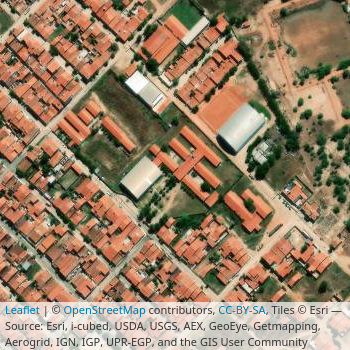 Leaflet | © OpenStreetMap contributors, CC-BY-SA, Tiles © Esri —
Source: Esri, i-cubed, USDA, USGS, AEX, GeoEye, Getmapping,
Aerogrid, IGN, IGP, UPR-EGP, and the GIS User Community